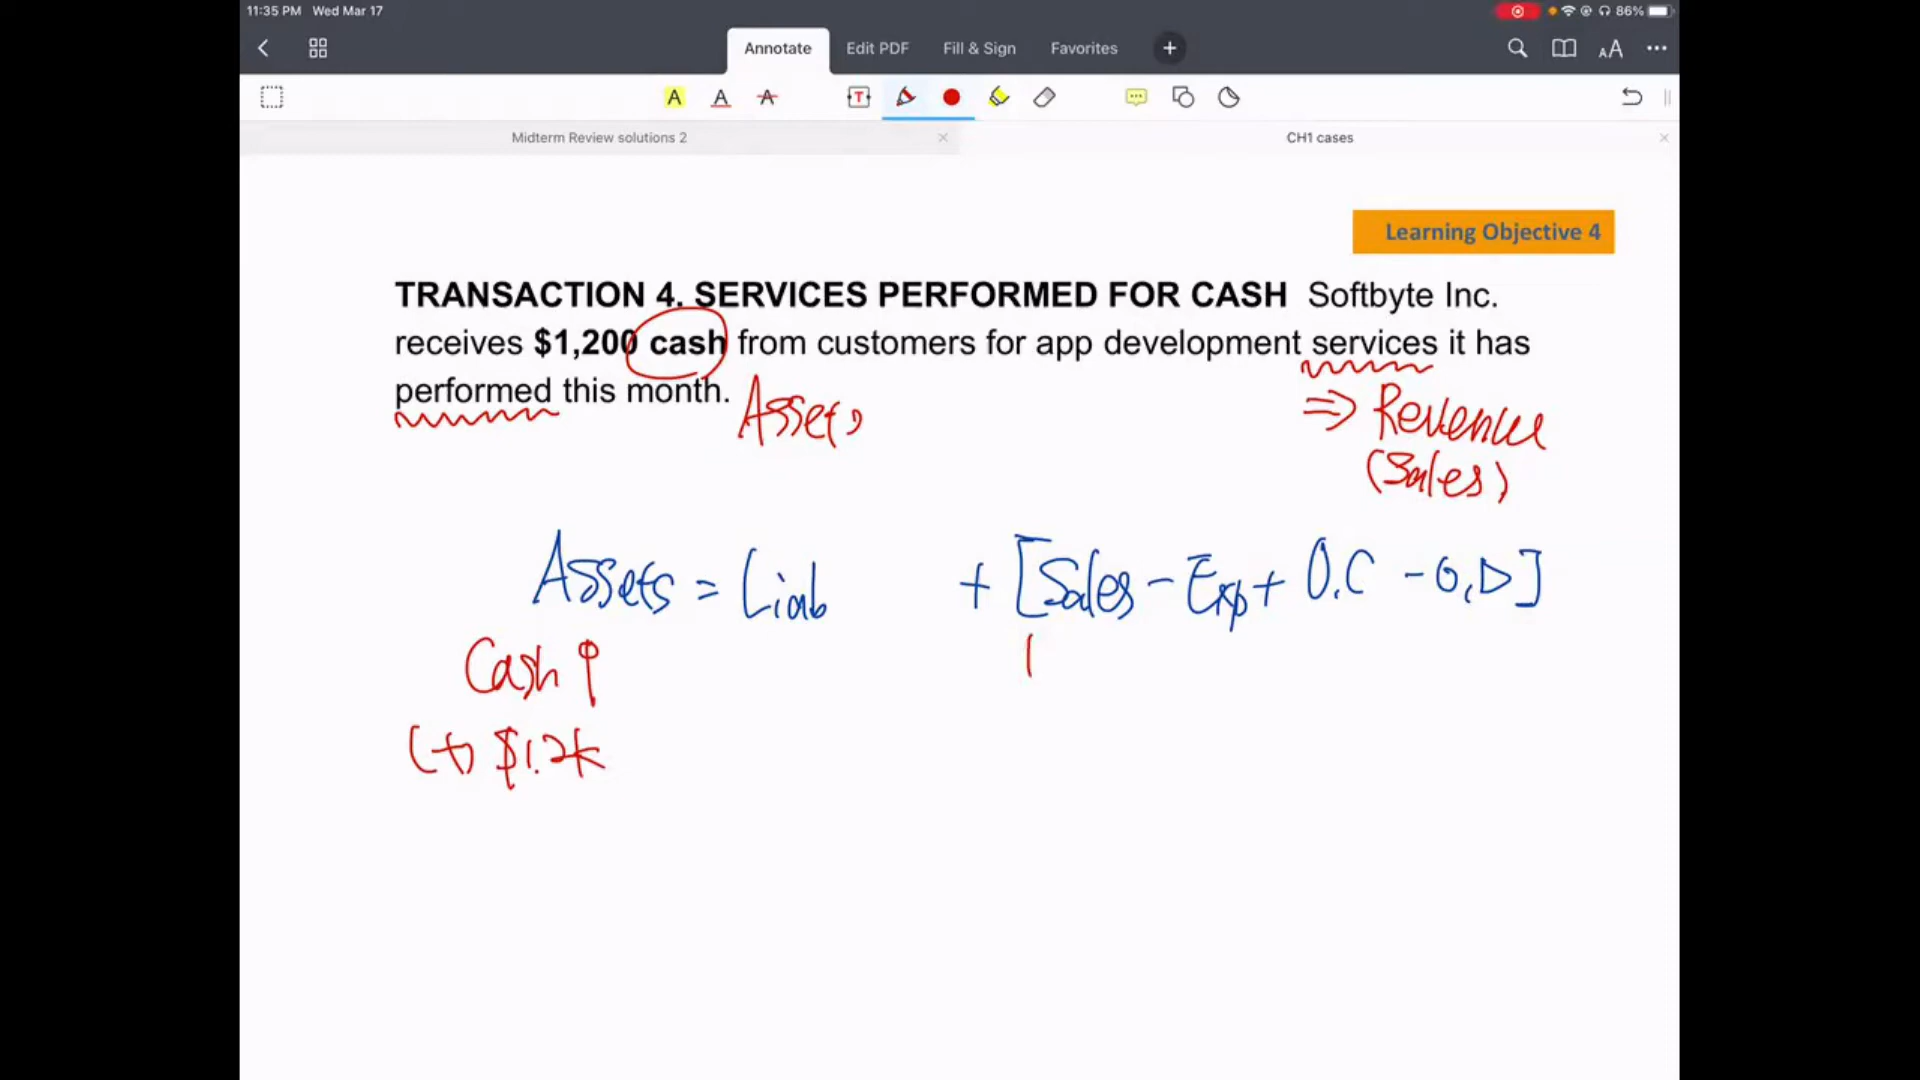 11:35 PM Wed Mar 17 86%
Annotate Edit PDF Fill & Sign Favorites
Midterm Review solutions 2 CH1 cases
Learning Objective 4
TRANSACTION 4. SERVICES PERFORMED FOR CASH Softbyte Inc.
receives $1,200 cash from customers for app development services it has
performed this month.
Assets
⇒ Revenue
(Sales)
Assets = Liab + [Sales - Exp + O.C - O.D]
Cash ↑
(+) $1.2k